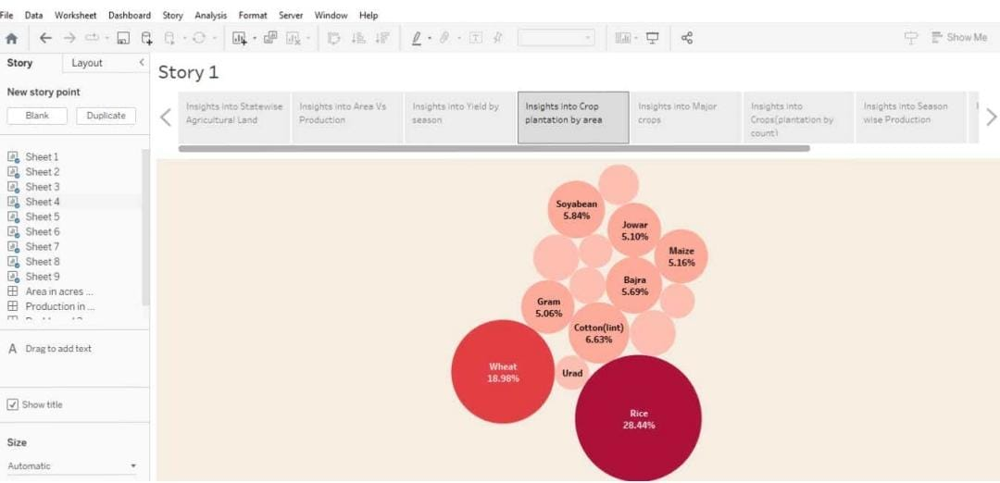 File Data Worksheet Dashboard Story Analysis Format Server Window Help
Show Me
Story Layout
New story point
Blank Duplicate
Sheet 1
Sheet 2
Sheet 3
Sheet 4
Sheet 5
Sheet 6
Sheet 7
Sheet 8
Sheet 9
Area in acres ...
Production in ...
A Drag to add text
Show title
Size
Automatic
Story 1
Insights into Statewise
Agricultural Land
Insights into Area Vs
Production
Insights into Yield by
season
Insights into Crop
plantation by area
Insights into Major
crops
Insights into
Crops(plantation by
count)
Insights into Season
wise Production
Soyabean
5.84%
Jowar
5.10%
Maize
5.16%
Bajra
5.69%
Gram
5.06%
Cotton(lint)
6.63%
Wheat
18.98%
Urad
Rice
28.44%